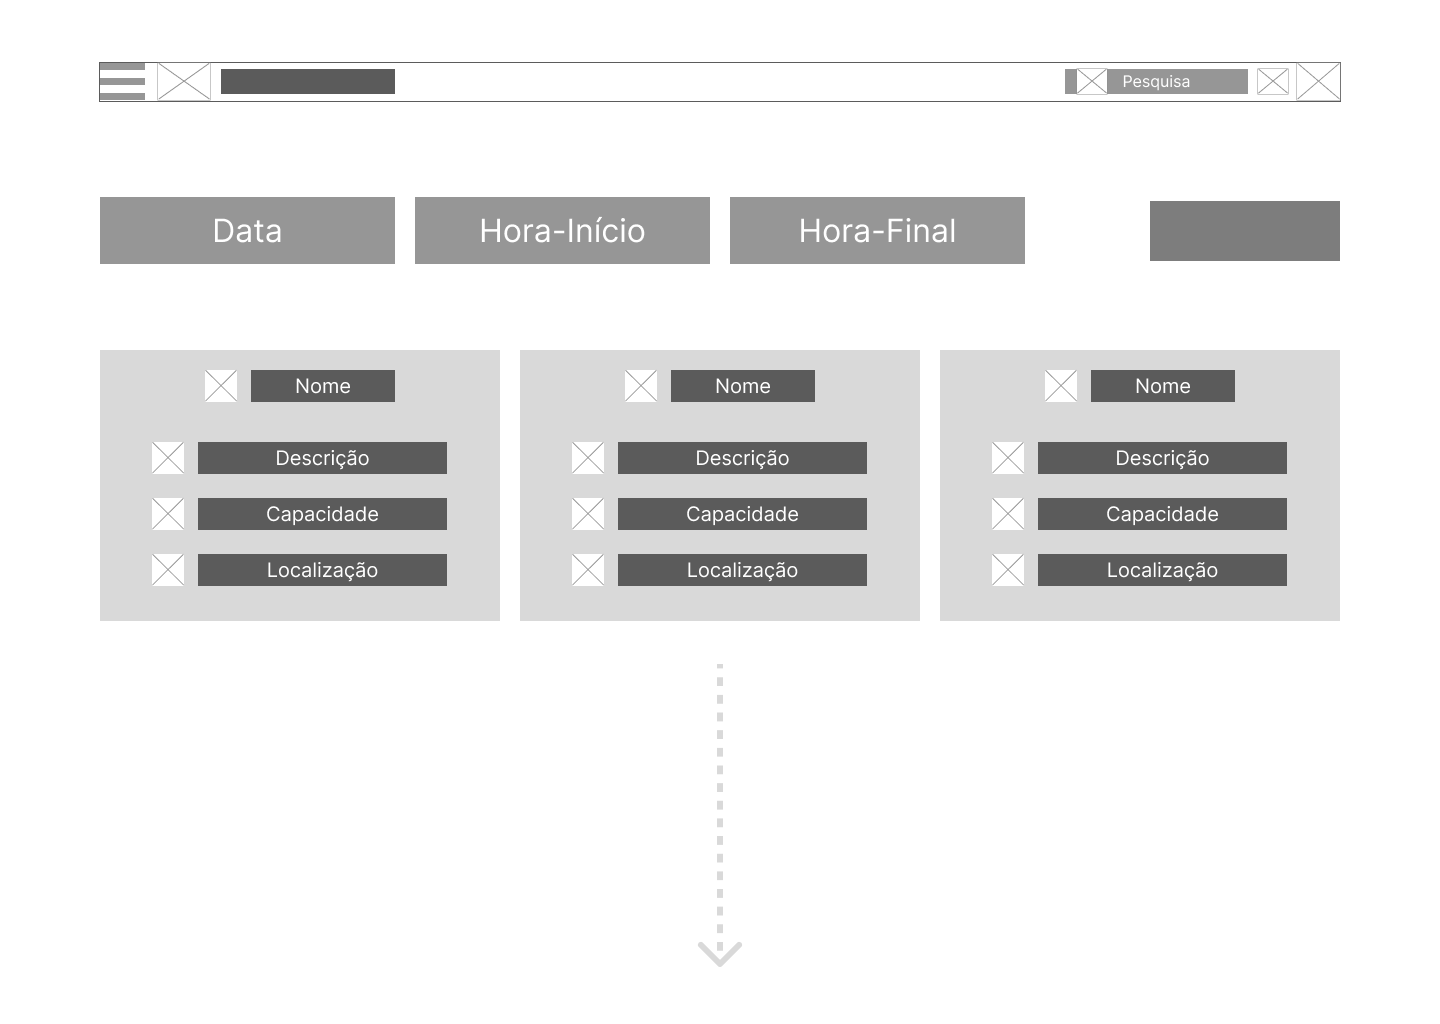 Pesquisa
Data
Hora-Início
Hora-Final
Nome
Descrição
Capacidade
Localização
Nome
Descrição
Capacidade
Localização
Nome
Descrição
Capacidade
Localização